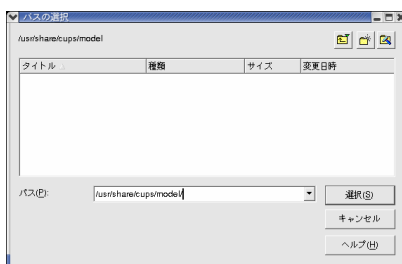 パスの選択
/usr/share/cups/model
タイトル 種類 サイズ 変更日時
パス(P): /usr/share/cups/model/
選択(S)
キャンセル
ヘルプ(H)